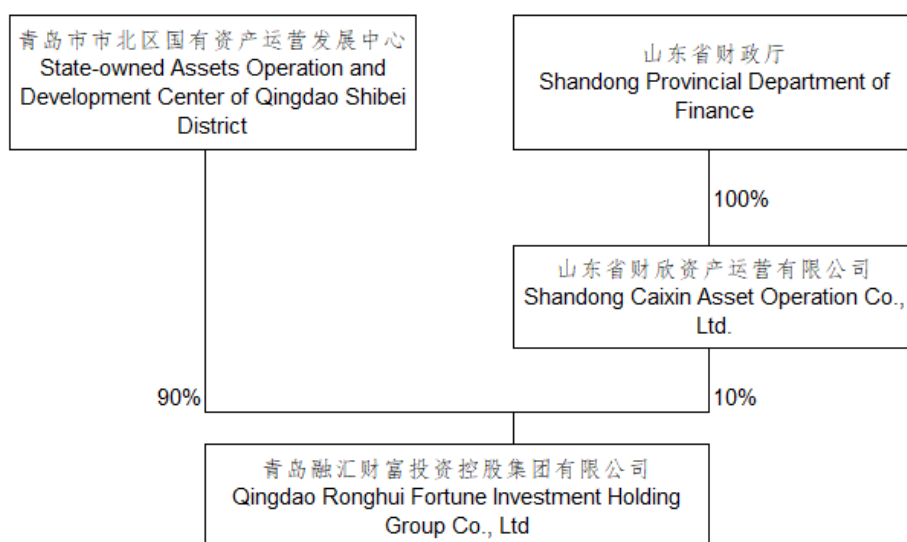 青岛市市北区国有资产运营发展中心
State-owned Assets Operation and
Development Center of Qingdao Shibei
District
山东省财政厅
Shandong Provincial Department of
Finance
100%
山东省财欣资产运营有限公司
Shandong Caixin Asset Operation Co.,
Ltd.
90%
10%
青岛融汇财富投资控股集团有限公司
Qingdao Ronghui Fortune Investment Holding
Group Co., Ltd